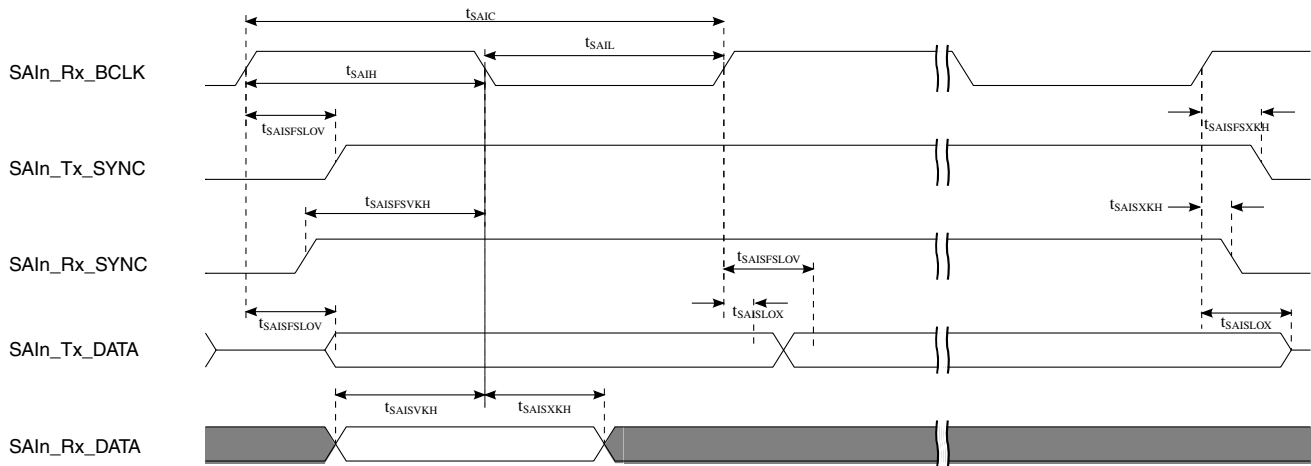 tSAIC
SAIn_Rx_BCLK
tSAIL
tSAIH
tSAISFSLOV
tSAISFSXKH
SAIn_Tx_SYNC
tSAISFSVKH
tSAISXKH
SAIn_Rx_SYNC
tSAISFSLOV
tSAISFSLOV
tSAISLOX
tSAISLOX
SAIn_Tx_DATA
tSAISVKH
tSAISXKH
SAIn_Rx_DATA